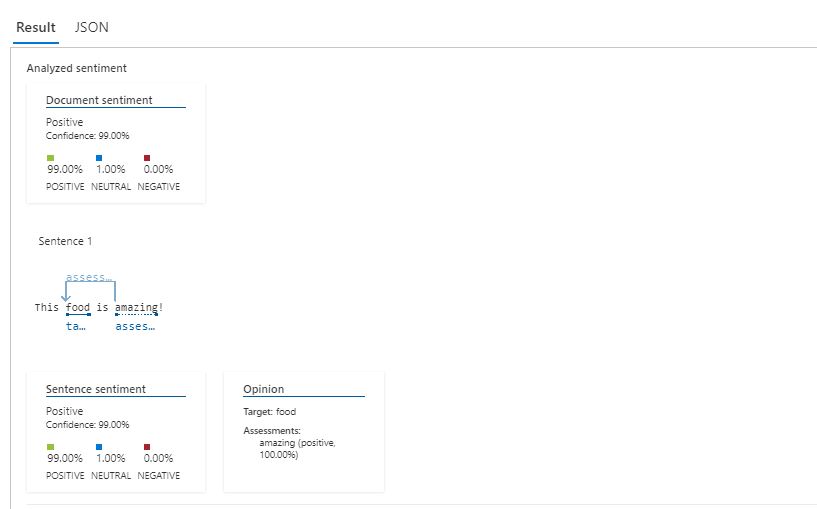 Result JSON
Analyzed sentiment
Document sentiment
Positive
Confidence: 99.00%
99.00% 1.00% 0.00%
POSITIVE NEUTRAL NEGATIVE
Sentence 1
assess...
This food is amazing!
ta... asses...
Sentence sentiment
Positive
Confidence: 99.00%
99.00% 1.00% 0.00%
POSITIVE NEUTRAL NEGATIVE
Opinion
Target: food
Assessments:
amazing (positive,
100.00%)